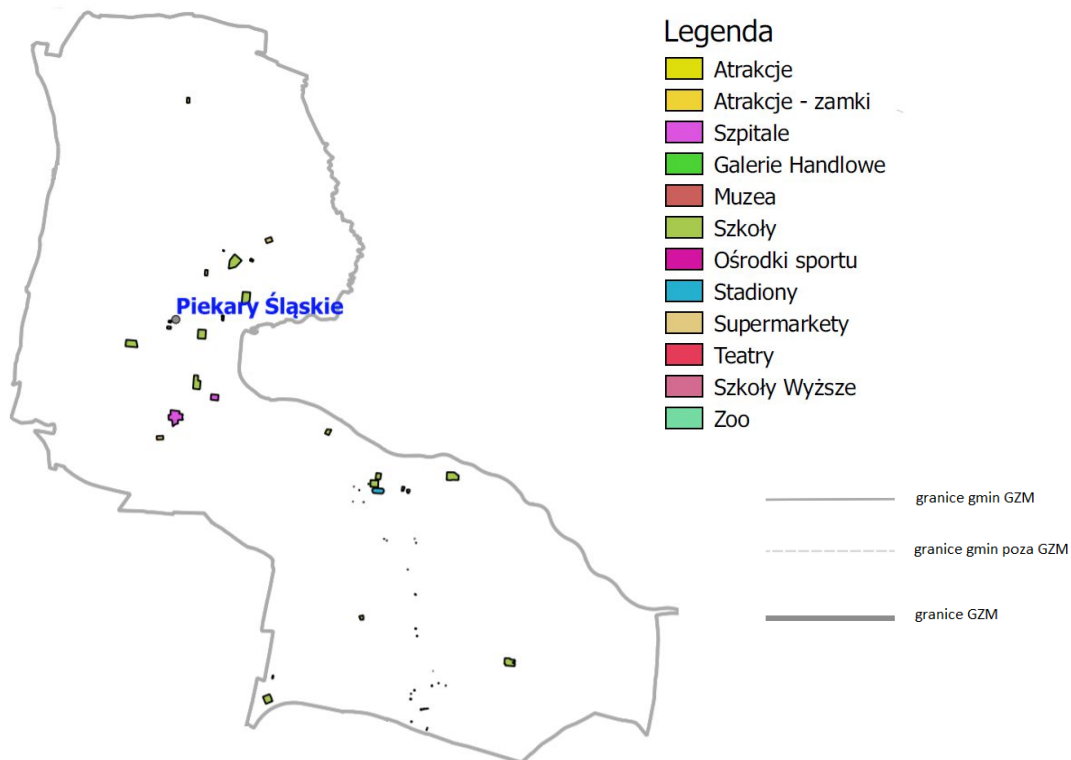 Legenda
Atrakcje
Atrakcje - zamki
Szpitale
Galerie Handlowe
Muzea
Szkoły
Ośrodki sportu
Stadiony
Supermarkety
Teatry
Szkoły Wyższe
Zoo
Piekary Śląskie
granice gmin GZM
granice gmin poza GZM
granice GZM